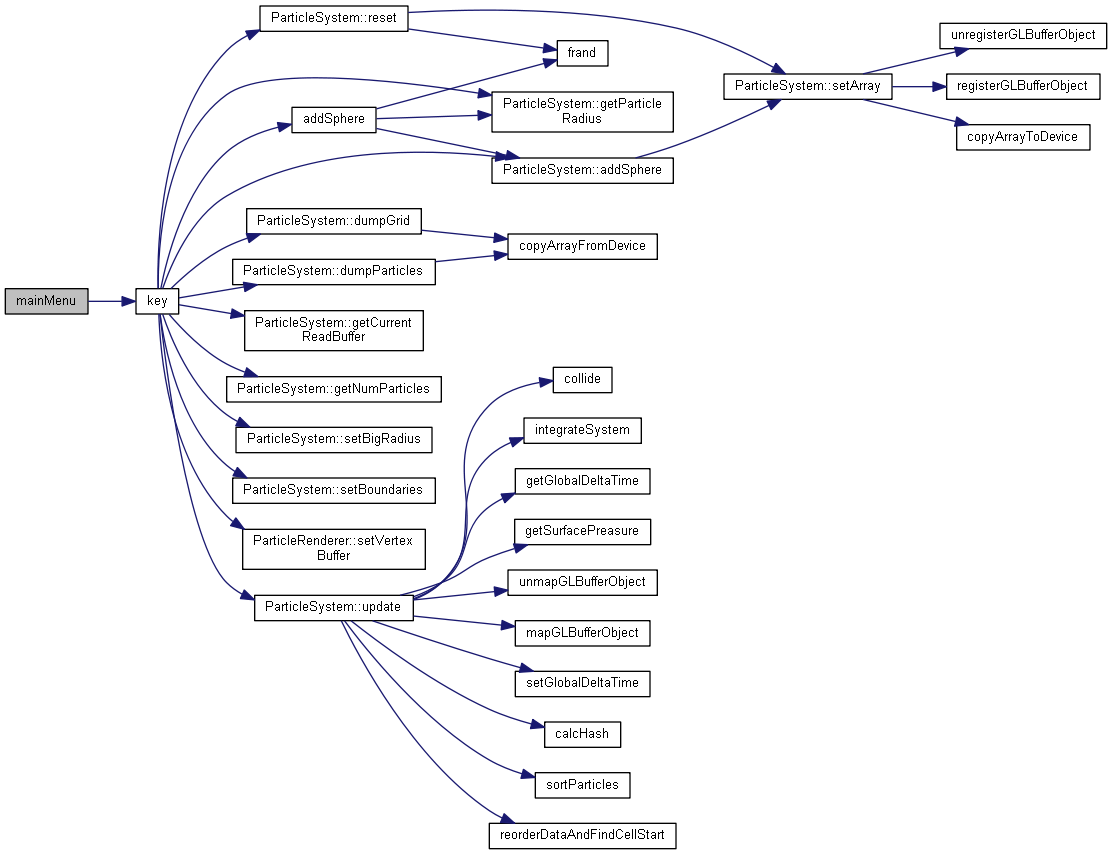 ParticleSystem::reset
unregisterGLBufferObject
frand
ParticleSystem::setArray
registerGLBufferObject
ParticleSystem::getParticle
Radius
addSphere
copyArrayToDevice
ParticleSystem::addSphere
ParticleSystem::dumpGrid
copyArrayFromDevice
ParticleSystem::dumpParticles
mainMenu
key
ParticleSystem::getCurrent
ReadBuffer
ParticleSystem::getNumParticles
collide
ParticleSystem::setBigRadius
integrateSystem
getGlobalDeltaTime
ParticleSystem::setBoundaries
getSurfacePreasure
ParticleRenderer::setVertex
Buffer
unmapGLBufferObject
ParticleSystem::update
mapGLBufferObject
setGlobalDeltaTime
calcHash
sortParticles
reorderDataAndFindCellStart